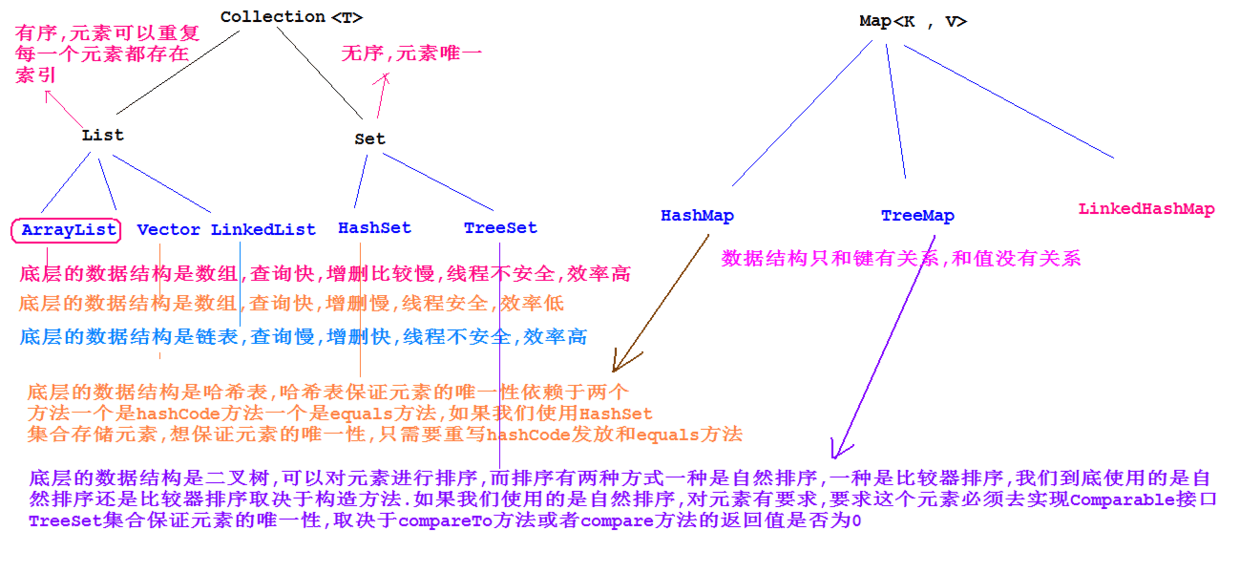 Collection <T>
Map<K , V>
有序,元素可以重复
每一个元素都存在
索引
无序,元素唯一
List
Set
ArrayList
Vector
LinkedList
HashSet
TreeSet
HashMap
TreeMap
LinkedHashMap
底层的数据结构是数组,查询快,增删比较慢,线程不安全,效率高
数据结构只和键有关系,和值没有关系
底层的数据结构是数组,查询快,增删慢,线程安全,效率低
底层的数据结构是链表,查询慢,增删快,线程不安全,效率高
底层的数据结构是哈希表,哈希表保证元素的唯一性依赖于两个
方法一个是hashCode方法一个是equals方法,如果我们使用HashSet
集合存储元素,想保证元素的唯一性,只需要重写hashCode发放和equals方法
底层的数据结构是二叉树,可以对元素进行排序,而排序有两种方式一种是自然排序,一种是比较器排序,我们到底使用的是自
然排序还是比较器排序取决于构造方法.如果我们使用的是自然排序,对元素有要求,要求这个元素必须去实现Comparable接口
TreeSet集合保证元素的唯一性,取决于compareTo方法或者compare方法的返回值是否为0